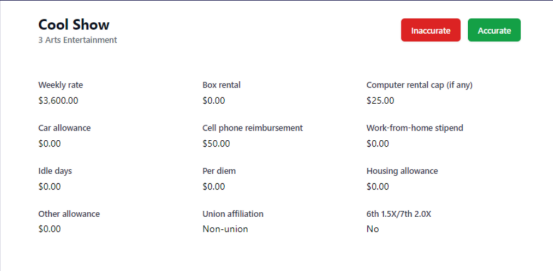 Cool Show
3 Arts Entertainment
Inaccurate
Accurate
Weekly rate
Box rental
Computer rental cap (if any)
$3,600.00
$0.00
$25.00
Car allowance
Cell phone reimbursement
Work-from-home stipend
$0.00
$50.00
$0.00
Idle days
Per diem
Housing allowance
$0.00
$0.00
$0.00
Other allowance
Union affiliation
6th 1.5X/7th 2.0X
$0.00
Non-union
No